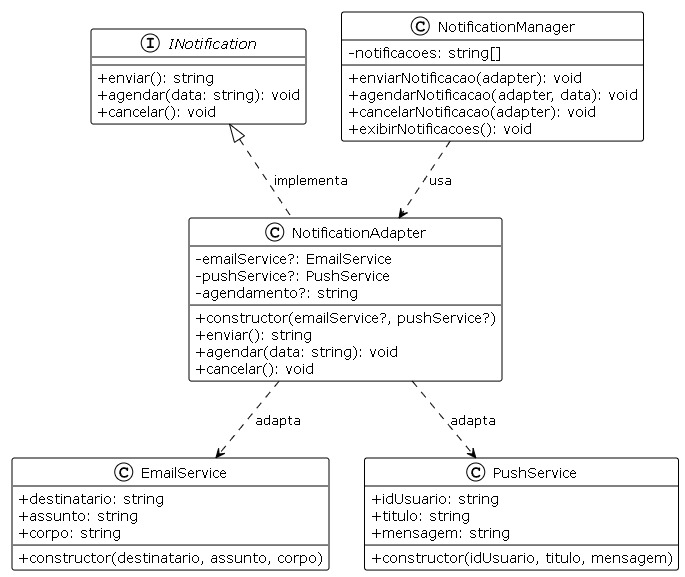 I INotification
+enviar(): string
+agendar(data: string): void
+cancelar(): void
C NotificationManager
-notificacoes: string[]
+enviarNotificacao(adapter): void
+agendarNotificacao(adapter, data): void
+cancelarNotificacao(adapter): void
+exibirNotificacoes(): void
implementa
usa
C NotificationAdapter
-emailService?: EmailService
-pushService?: PushService
-agendamento?: string
+constructor(emailService?, pushService?)
+enviar(): string
+agendar(data: string): void
+cancelar(): void
adapta
adapta
C EmailService
+destinatario: string
+assunto: string
+corpo: string
+constructor(destinatario, assunto, corpo)
C PushService
+idUsuario: string
+titulo: string
+mensagem: string
+constructor(idUsuario, titulo, mensagem)